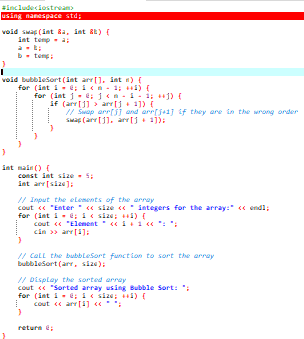 #include<iostream>
using namespace std;
void swap(int &a, int &b) {
int temp = a;
a = b;
b = temp;
}
void bubbleSort(int arr[], int n) {
for (int i = 0; i < n - 1; ++i) {
for (int j = 0; j < n - i - 1; ++j) {
if (arr[j] > arr[j + 1]) {
// Swap arr[j] and arr[j+1] if they are in the wrong order
swap(arr[j], arr[j + 1]);
}
}
}
}
int main() {
const int size = 5;
int arr[size];
// Input the elements of the array
cout << "Enter " << size << " integers for the array:" << endl;
for (int i = 0; i < size; ++i) {
cout << "Element " << i + 1 << ": ";
cin >> arr[i];
}
// Call the bubbleSort function to sort the array
bubbleSort(arr, size);
// Display the sorted array
cout << "Sorted array using Bubble Sort: ";
for (int i = 0; i < size; ++i) {
cout << arr[i] << " ";
}
return 0;
}